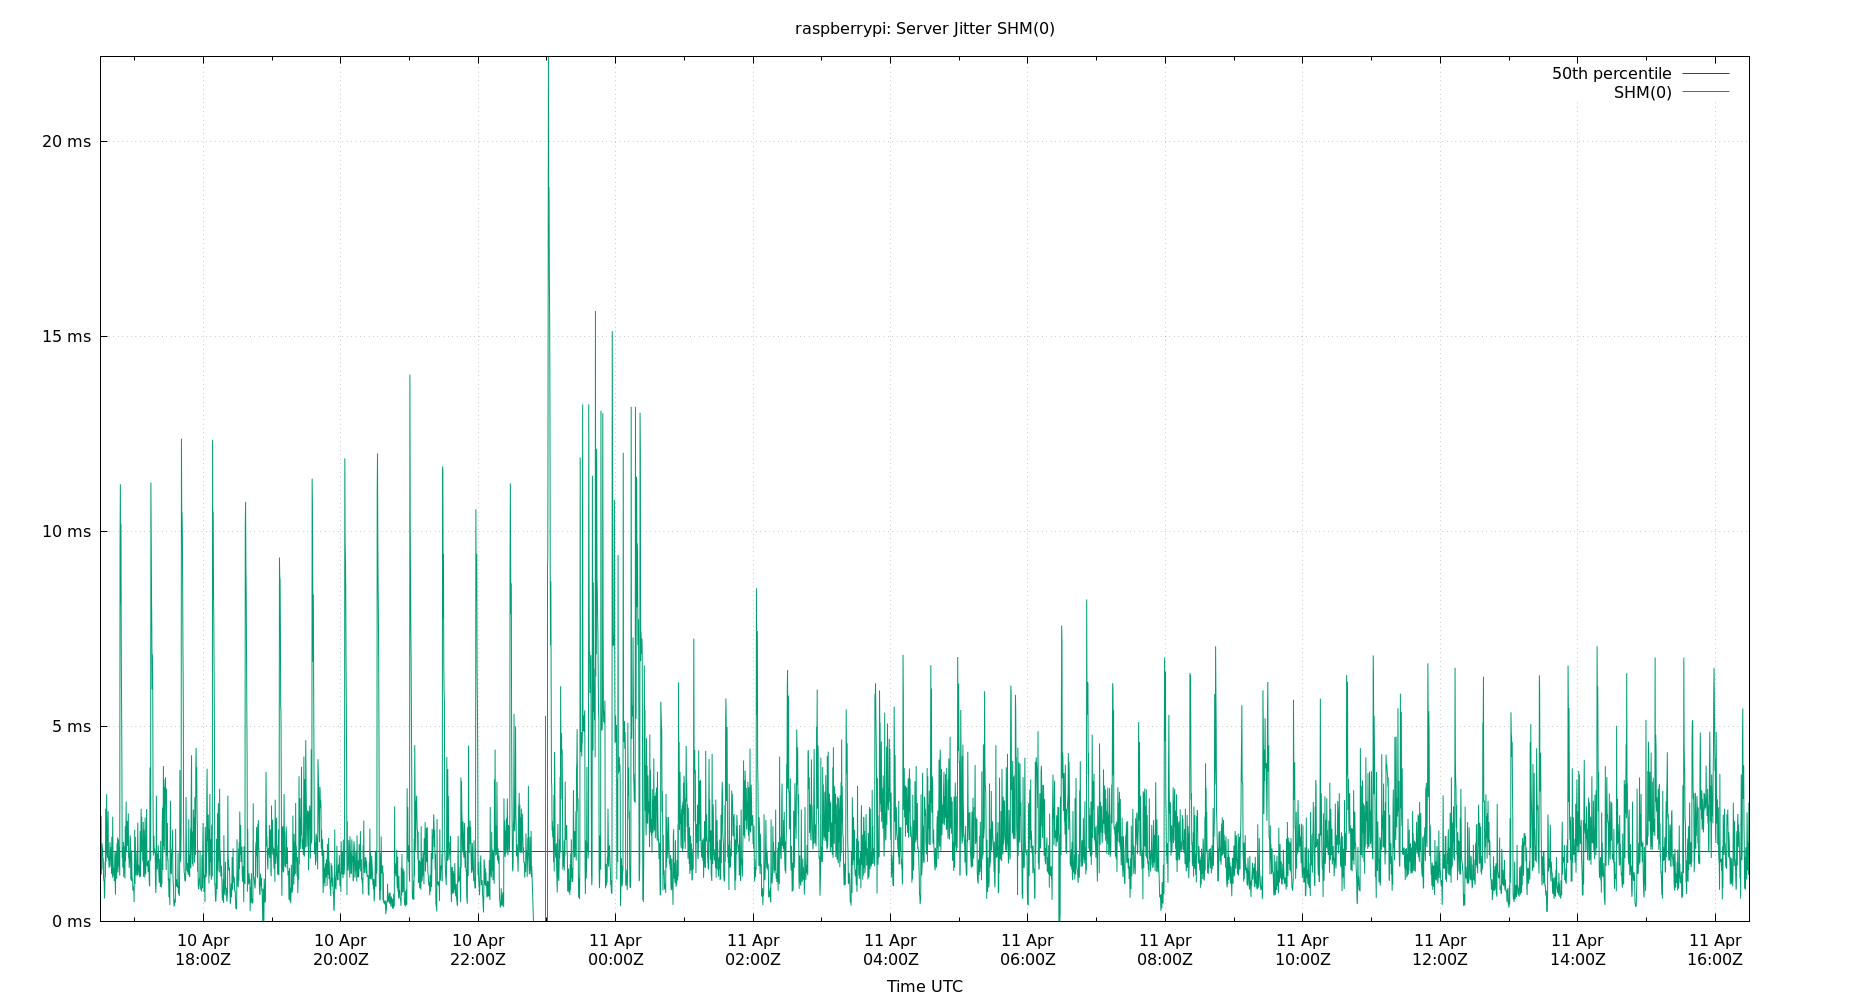 raspberrypi: Server Jitter SHM(0)
50th percentile
SHM(0)
20 ms
15 ms
10 ms
5 ms
0 ms
10 Apr 10 Apr 10 Apr 11 Apr 11 Apr 11 Apr 11 Apr 11 Apr 11 Apr 11 Apr 11 Apr 11 Apr
18:00Z 20:00Z 22:00Z 00:00Z 02:00Z 04:00Z 06:00Z 08:00Z 10:00Z 12:00Z 14:00Z 16:00Z
Time UTC